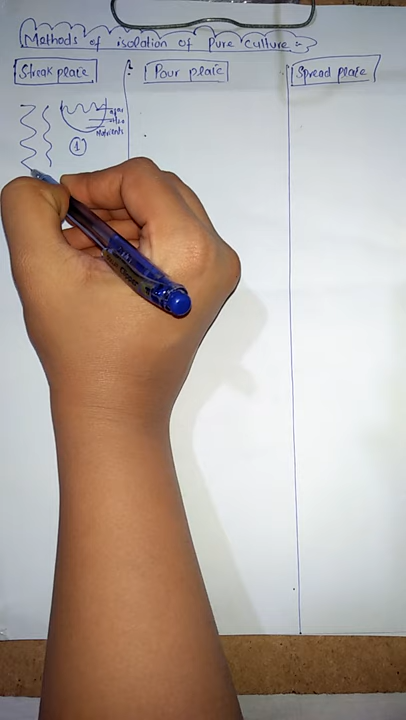 Methods of isolation of pure culture :-
Streak plate
Pour plate
Spread plate
agar
Nutrients
1